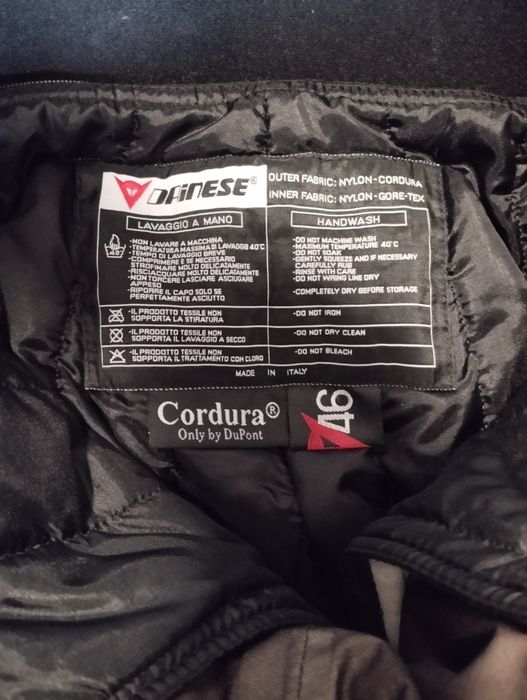 DAINESE®
OUTER FABRIC: NYLON-CORDURA
INNER FABRIC: NYLON-GORE-TEX
LAVAGGIO A MANO
40°
-NON LAVARE A MACCHINA
-TEMPERATURA MASSIMA DI LAVAGGI 40°C
-TEMPO DI LAVAGGIO BREVE
-COMPRIMERE E SE NECESSARIO
STROPINARE MOLTO DELICATAMENTE
-RISCIACQUARE MOLTO DELICATAMENTE
-NON TORCERE LASCIARE ASCIUGARE
APPESO
-RIPORRE IL CAPO SOLO SE
PERFETTAMENTE ASCIUTTO
HANDWASH
-DO NOT MACHINE WASH
-MAXIMUM TEMPERATURE 40°C
-DO NOT SOAK
-GENTLY SQUEEZE AND IF NECESSARY
CAREFULLY RUB
-RINSE WITH CARE
-DO NOT WRING LINE DRY
-COMPLETELY DRY BEFORE STORAGE
-IL PRODOTTO TESSILE NON
SOPPORTA LA STIRATURA
-DO NOT IRON
-IL PRODOTTO TESSILE NON
SOPPORTA IL LAVAGGIO A SECCO
-DO NOT DRY CLEAN
-IL PRODOTTO TESSILE NON
SOPPORTA IL TRATTAMENTO CON CLORO
-DO NOT BLEACH
MADE IN ITALY
Cordura®
Only by DuPont
46